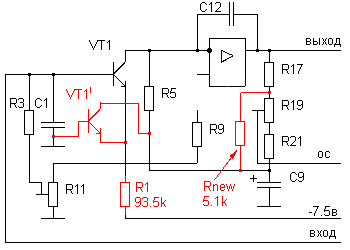 C12
VT1
выход
R17
R3
C1
VT1'
R5
R19
R9
R21
ос
R11
R1
93.5k
Rnew
5.1k
+
C9
-7.5в
вход